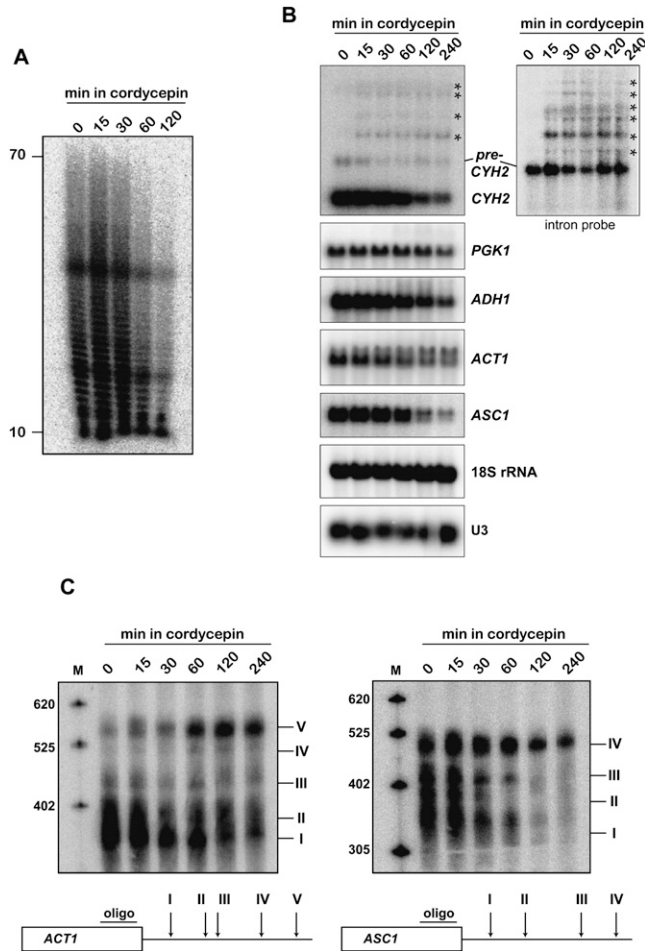 A
min in cordycepin
0 15 30 60 120
70
10
B
min in cordycepin
0 15 30 60 120 240
min in cordycepin
0 15 30 60 120 240
*
*
*
*
*
*
*
*
*
*
pre-
CYH2
CYH2
intron probe
PGK1
ADH1
ACT1
ASC1
18S rRNA
U3
C
min in cordycepin
M 0 15 30 60 120 240
620
525
402
V
IV
III
II
I
oligo I II III IV V
ACT1
min in cordycepin
M 0 15 30 60 120 240
620
525
402
305
IV
III
II
I
oligo I II III IV
ASC1